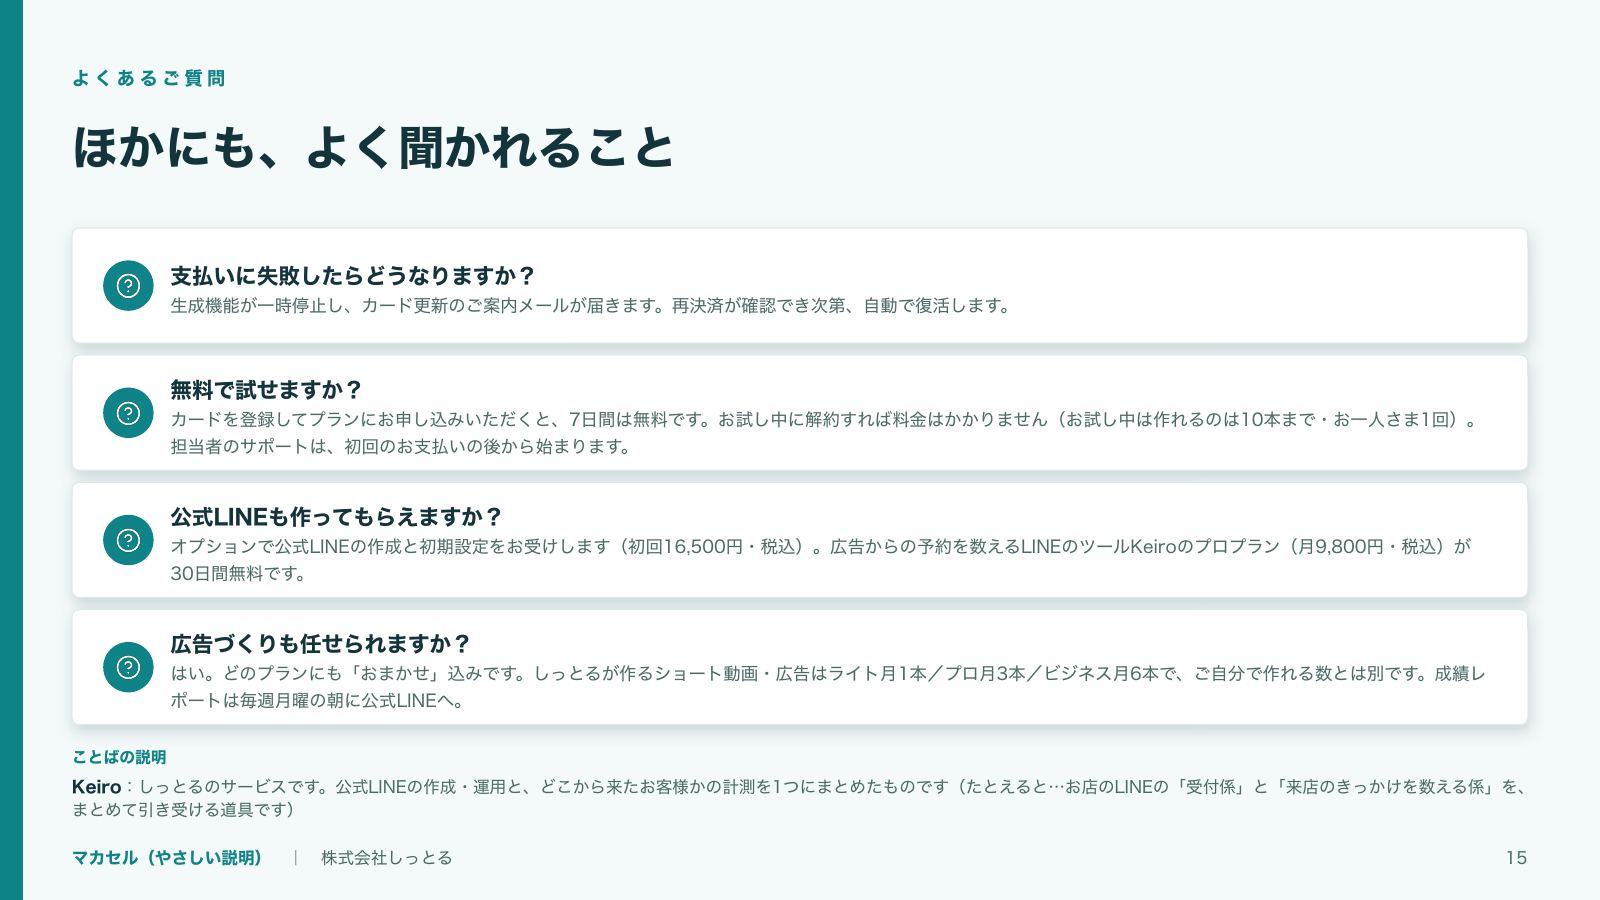 よくあるご質問
ほかにも、よく聞かれること
支払いに失敗したらどうなりますか？
生成機能が一時停止し、カード更新のご案内メールが届きます。再決済が確認でき次第、自動で復活します。
無料で試せますか？
カードを登録してプランにお申し込みいただくと、7日間は無料です。お試し中に解約すれば料金はかかりません（お試し中は作れるのは10本まで・お一人さま1回）。
担当者のサポートは、初回のお支払いの後から始まります。
公式LINEも作ってもらえますか？
オプションで公式LINEの作成と初期設定をお受けします（初回16,500円・税込）。広告からの予約を数えるLINEのツールKeiroのプロプラン（月9,800円・税込）が
30日間無料です。
広告づくりも任せられますか？
はい。どのプランにも「おまかせ」込みです。しっとるが作るショート動画・広告はライト月1本／プロ月3本／ビジネス月6本で、ご自分で作れる数とは別です。成績レ
ポートは毎週月曜の朝に公式LINEへ。
ことばの説明
Keiro：しっとるのサービスです。公式LINEの作成・運用と、どこから来たお客様かの計測を1つにまとめたものです（たとえると…お店のLINEの「受付係」と「来店のきっかけを数える係」を、
まとめて引き受ける道具です）
マカセル（やさしい説明）　｜　株式会社しっとる
15